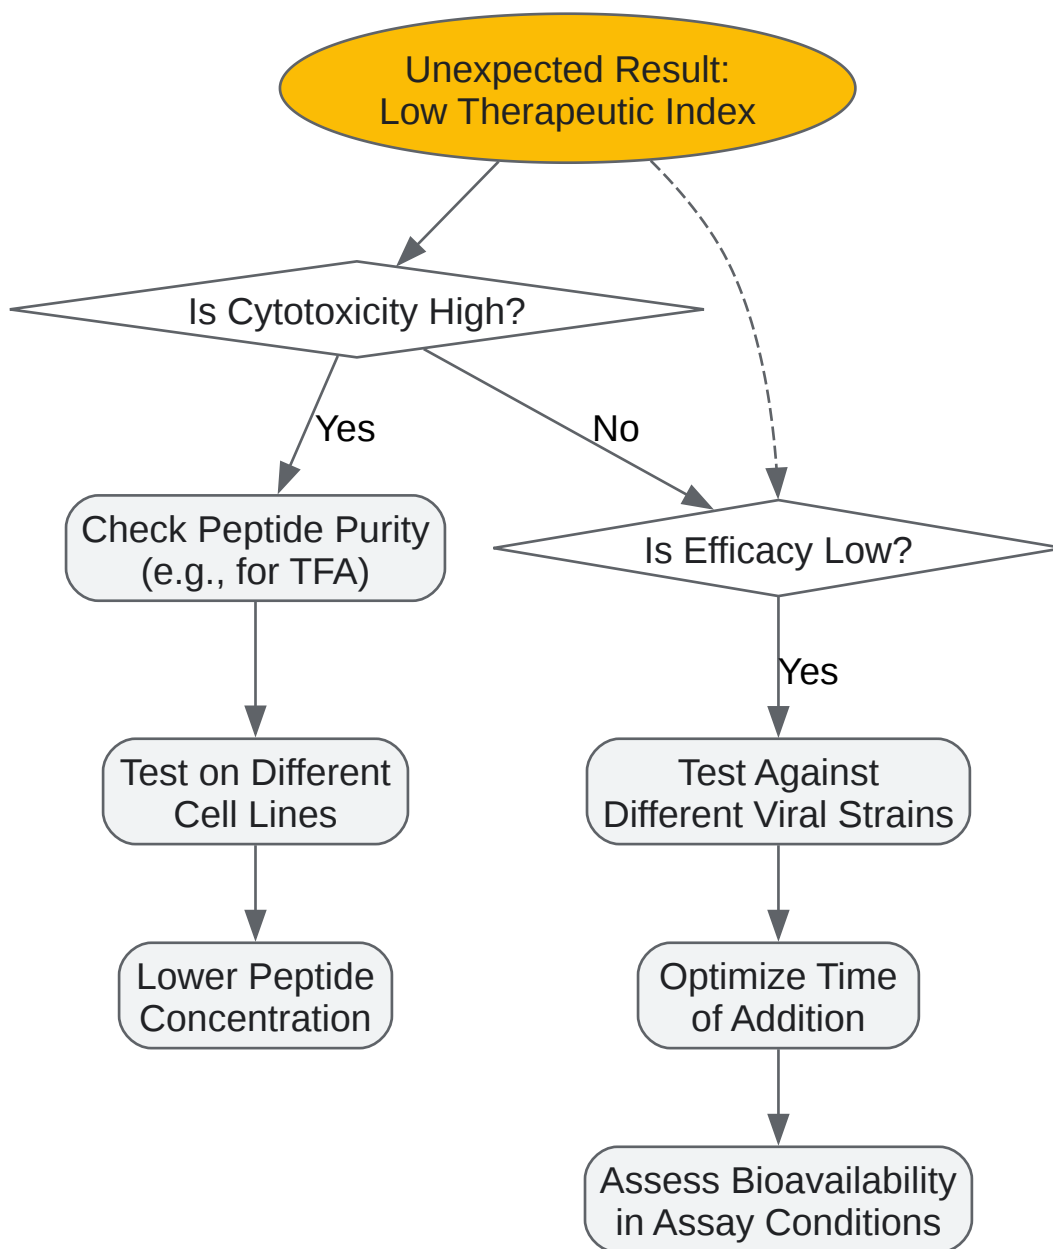 Unexpected Result:
Low Therapeutic Index
Is Cytotoxicity High?
Yes
No
Check Peptide Purity
(e.g., for TFA)
Is Efficacy Low?
Yes
Test on Different
Cell Lines
Test Against
Different Viral Strains
Lower Peptide
Concentration
Optimize Time
of Addition
Assess Bioavailability
in Assay Conditions